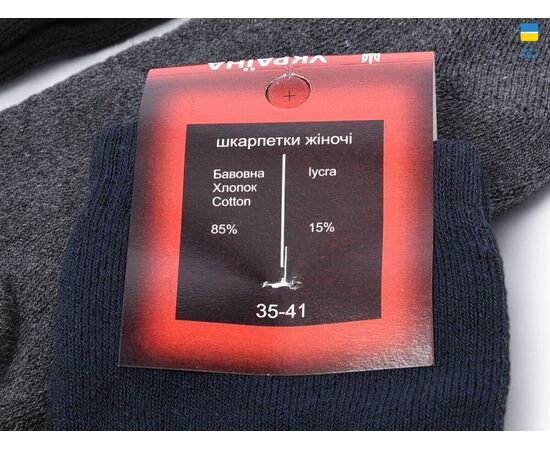 УКРАЇНА
шкарпетки жіночі
Бавовна lycra
Хлопок
Cotton
85% 15%
35-41